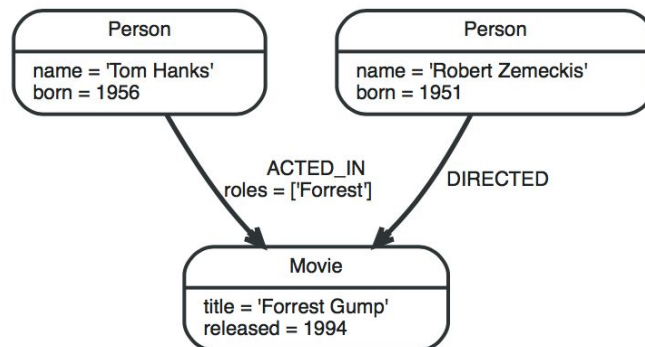 Person
name = 'Tom Hanks'
born = 1956
Person
name = 'Robert Zemeckis'
born = 1951
ACTED_IN
roles = ['Forrest']
DIRECTED
Movie
title = 'Forrest Gump'
released = 1994